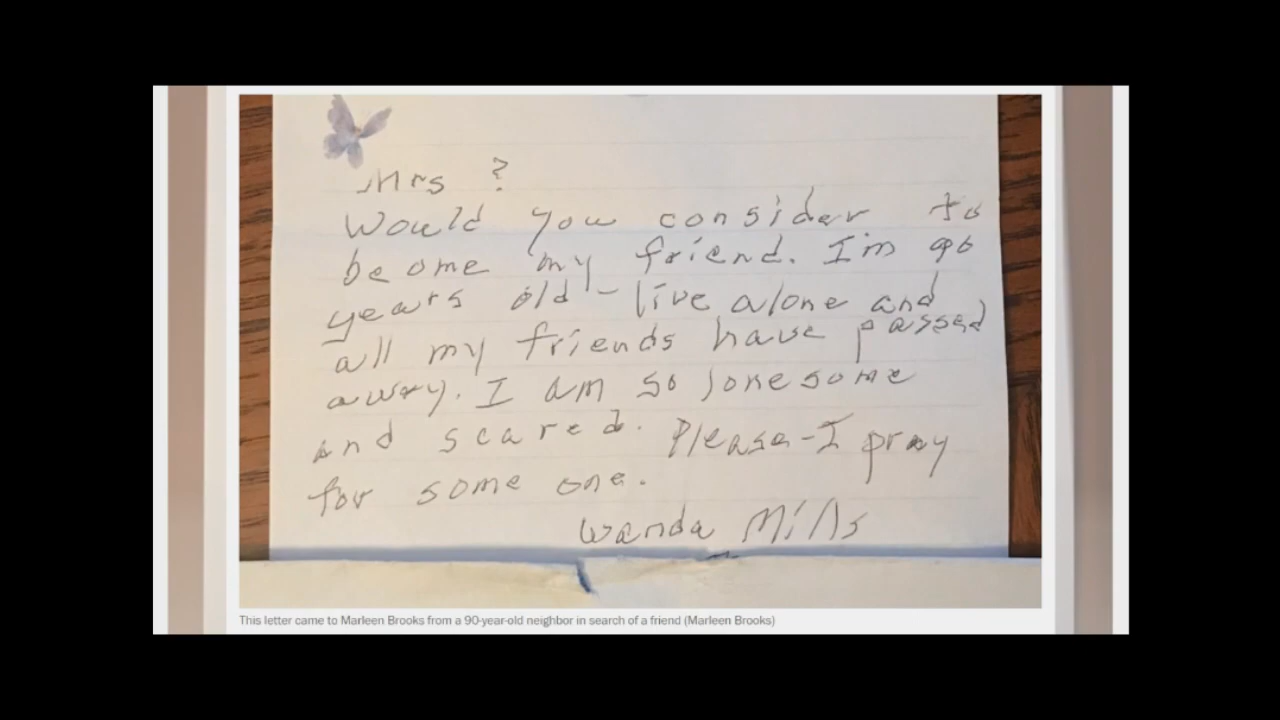 Mrs ?
Would you consider to
beome my friend. I'm 90
years old - live alone and
all my friends have passed
away. I am so lonesome
and scared. Please - I pray
for some one.
Wanda Mills
This letter came to Marleen Brooks from a 90-year-old neighbor in search of a friend (Marleen Brooks)